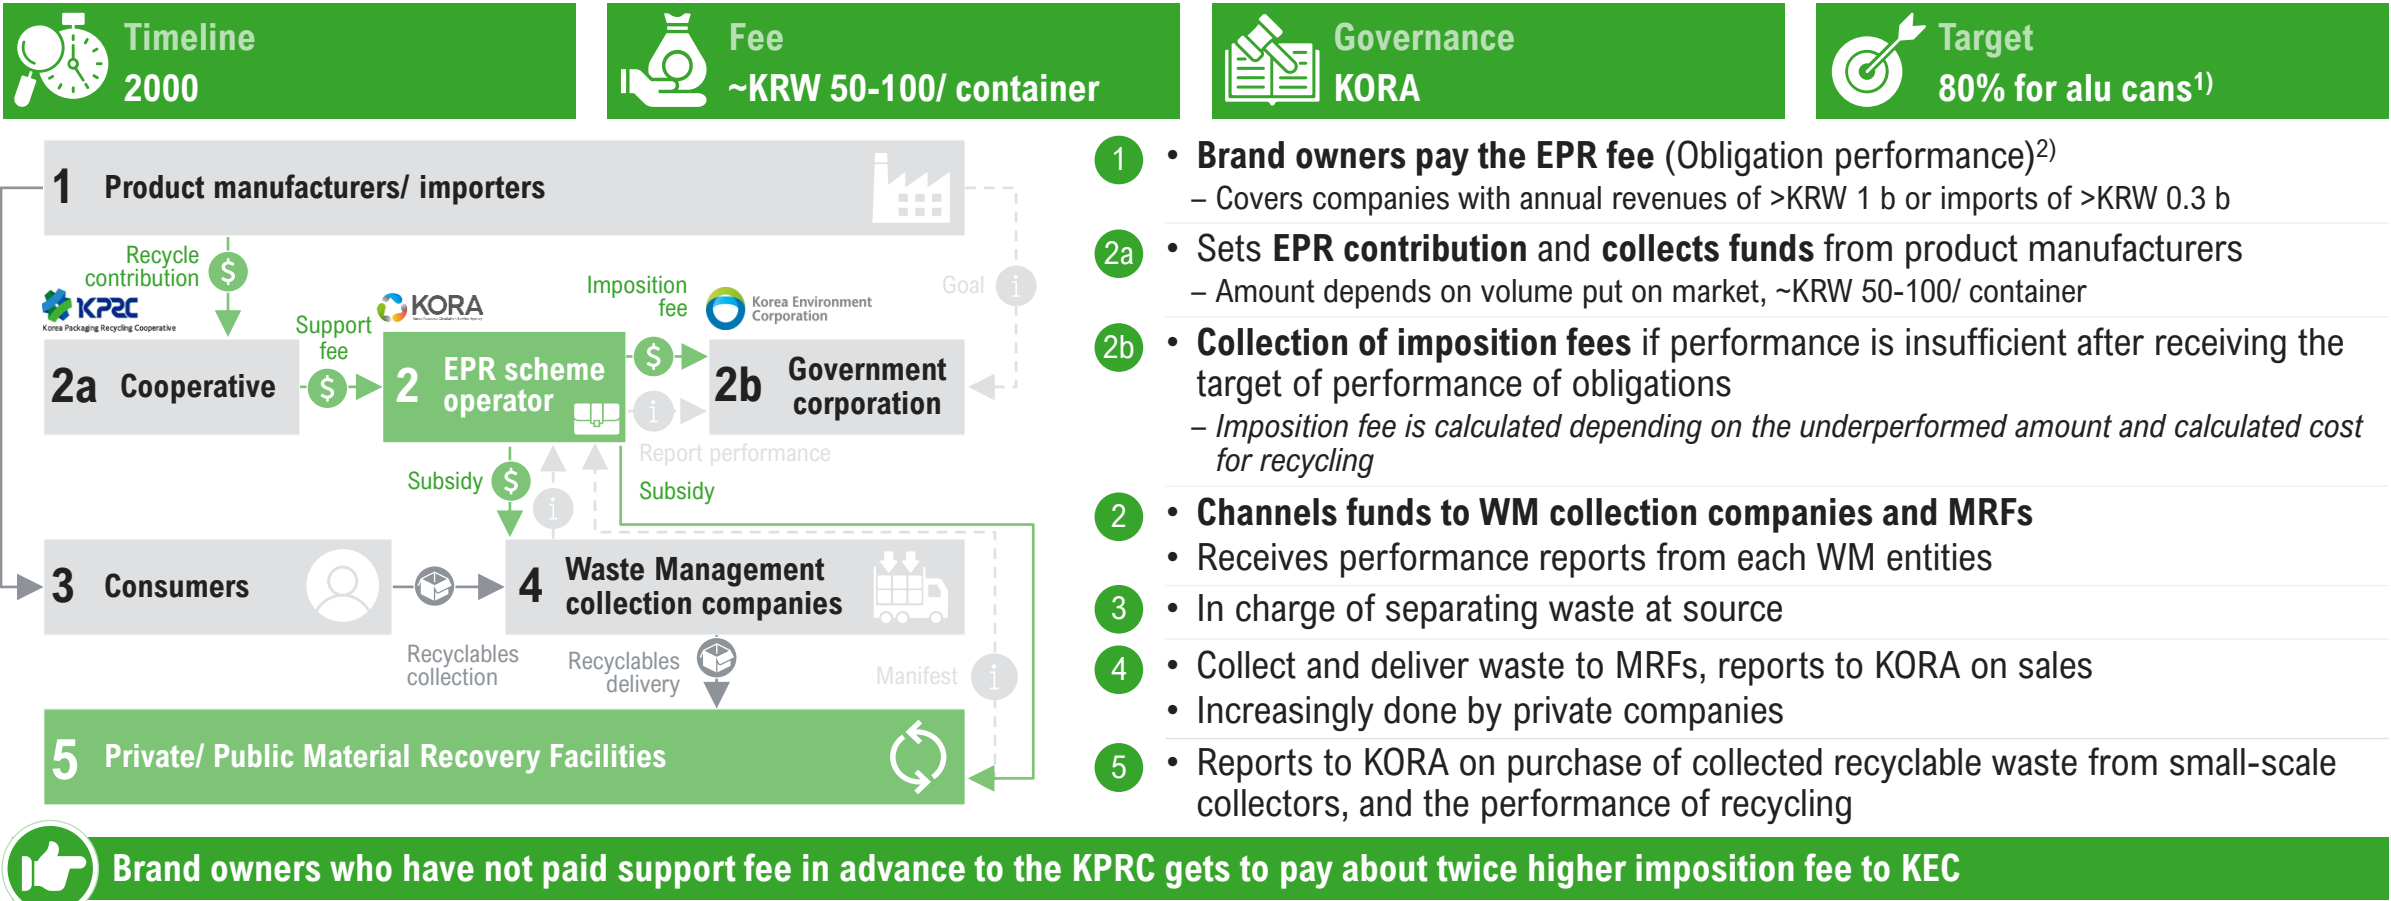 Timeline
2000
Fee
~KRW 50-100/ container
Governance
KORA
Target
80% for alu cans1)
1 Product manufacturers/ importers
Recycle
contribution
$
KPRC
Korea Packaging Recycling Cooperative
Support
fee
$
KORA
Imposition
fee
$
Korea Environment
Corporation
Goal
i
2a Cooperative
2 EPR scheme
operator
2b Government
corporation
i
Report performance
Subsidy
$
i
Subsidy
3 Consumers
4 Waste Management
collection companies
Recyclables
collection
Recyclables
delivery
Manifest
i
5 Private/ Public Material Recovery Facilities
1 • Brand owners pay the EPR fee (Obligation performance)2)
– Covers companies with annual revenues of >KRW 1 b or imports of >KRW 0.3 b
2a • Sets EPR contribution and collects funds from product manufacturers
– Amount depends on volume put on market, ~KRW 50-100/ container
2b • Collection of imposition fees if performance is insufficient after receiving the
target of performance of obligations
– Imposition fee is calculated depending on the underperformed amount and calculated cost
for recycling
2 • Channels funds to WM collection companies and MRFs
• Receives performance reports from each WM entities
3 • In charge of separating waste at source
4 • Collect and deliver waste to MRFs, reports to KORA on sales
• Increasingly done by private companies
5 • Reports to KORA on purchase of collected recyclable waste from small-scale
collectors, and the performance of recycling
Brand owners who have not paid support fee in advance to the KPRC gets to pay about twice higher imposition fee to KEC